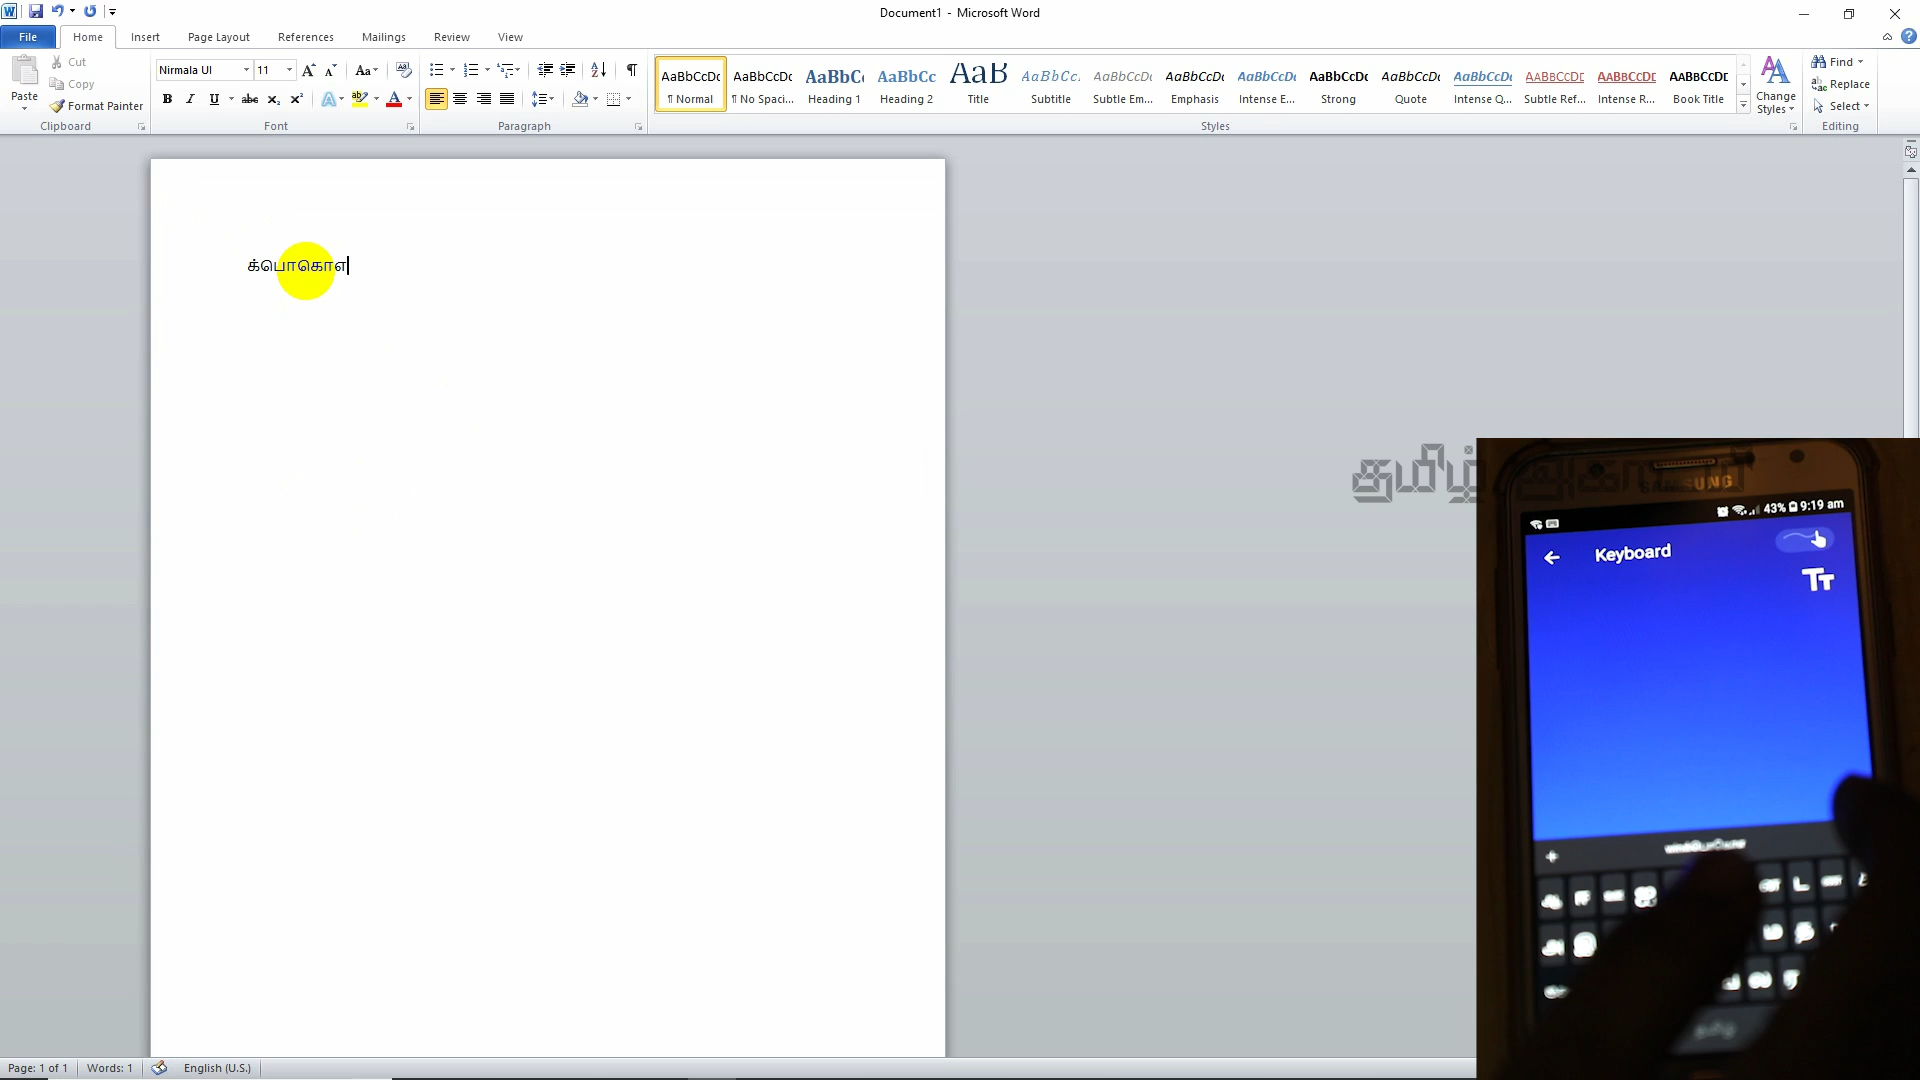 Document1 - Microsoft Word
File Home Insert Page Layout References Mailings Review View
Paste
Cut
Copy
Format Painter
Clipboard
Nirmala UI 11
Font
Paragraph
AaBbCcDc AaBbCcDc AaBbCc AaBbCc AaB AaBbCc. AaBbCcDc AaBbCcDc AaBbCcDc AaBbCcDc AaBbCcDc AaBbCcDc AABBCCDE AABBCCDE AABBCCDE
¶ Normal ¶ No Spaci... Heading 1 Heading 2 Title Subtitle Subtle Em... Emphasis Intense E... Strong Quote Intense Q... Subtle Ref... Intense R... Book Title
Change Styles
Styles
Find
Replace
Select
Editing
க்பொகொள
தமிழ்
SAMSUNG
43% 9:19 am
Keyboard
Tт
Page: 1 of 1 Words: 1 English (U.S.)